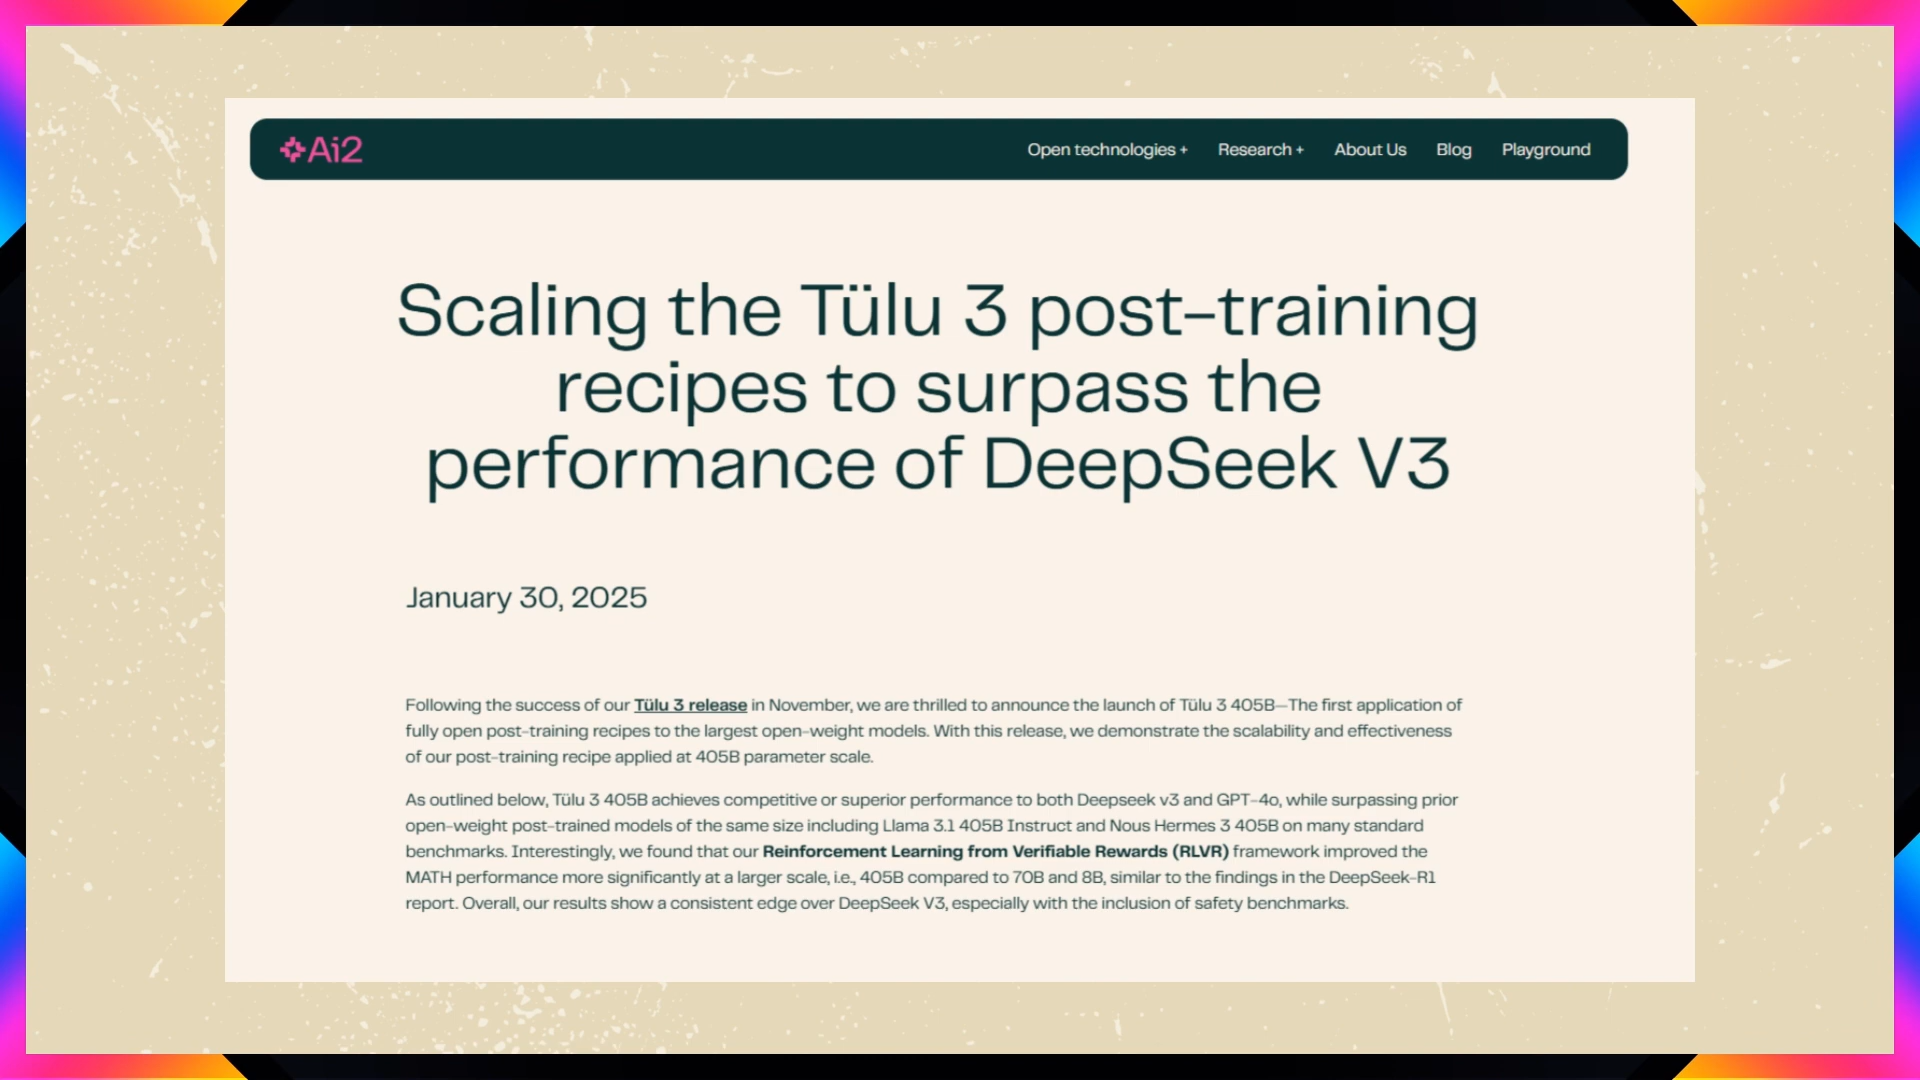 Ai2
Open technologies + Research + About Us Blog Playground
Scaling the Tülu 3 post-training
recipes to surpass the
performance of DeepSeek V3
January 30, 2025
Following the success of our Tülu 3 release in November, we are thrilled to announce the launch of Tülu 3 405B—The first application of
fully open post-training recipes to the largest open-weight models. With this release, we demonstrate the scalability and effectiveness
of our post-training recipe applied at 405B parameter scale.
As outlined below, Tülu 3 405B achieves competitive or superior performance to both Deepseek v3 and GPT-4o, while surpassing prior
open-weight post-trained models of the same size including Llama 3.1 405B Instruct and Nous Hermes 3 405B on many standard
benchmarks. Interestingly, we found that our Reinforcement Learning from Verifiable Rewards (RLVR) framework improved the
MATH performance more significantly at a larger scale, i.e., 405B compared to 70B and 8B, similar to the findings in the DeepSeek-R1
report. Overall, our results show a consistent edge over DeepSeek V3, especially with the inclusion of safety benchmarks.